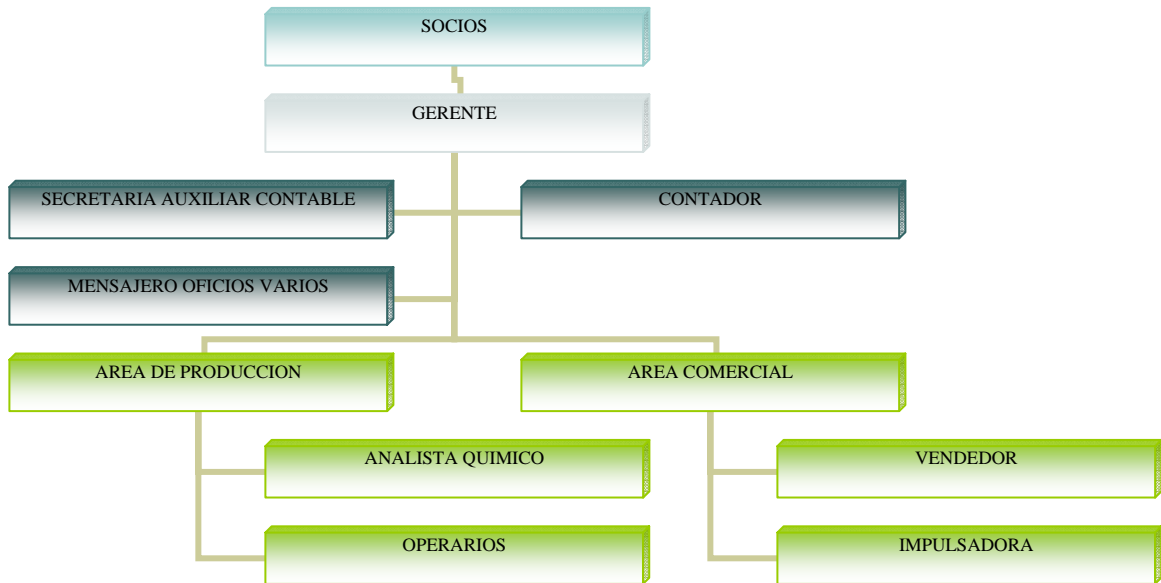 SOCIOS
GERENTE
SECRETARIA AUXILIAR CONTABLE
CONTADOR
MENSAJERO OFICIOS VARIOS
AREA DE PRODUCCION
AREA COMERCIAL
ANALISTA QUIMICO
VENDEDOR
OPERARIOS
IMPULSADORA